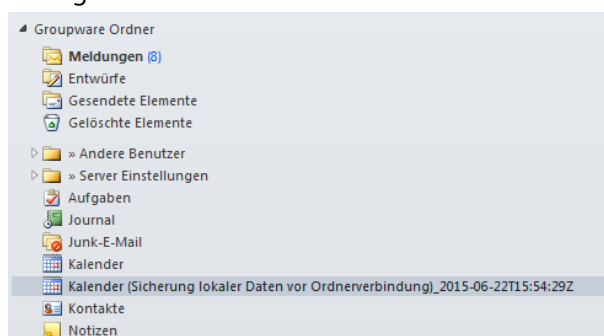 Groupware Ordner
Meldungen (8)
Entwürfe
Gesendete Elemente
Gelöschte Elemente
» Andere Benutzer
» Server Einstellungen
Aufgaben
Journal
Junk-E-Mail
Kalender
Kalender (Sicherung lokaler Daten vor Ordnerverbindung)_2015-06-22T15:54:29Z
Kontakte
Notizen